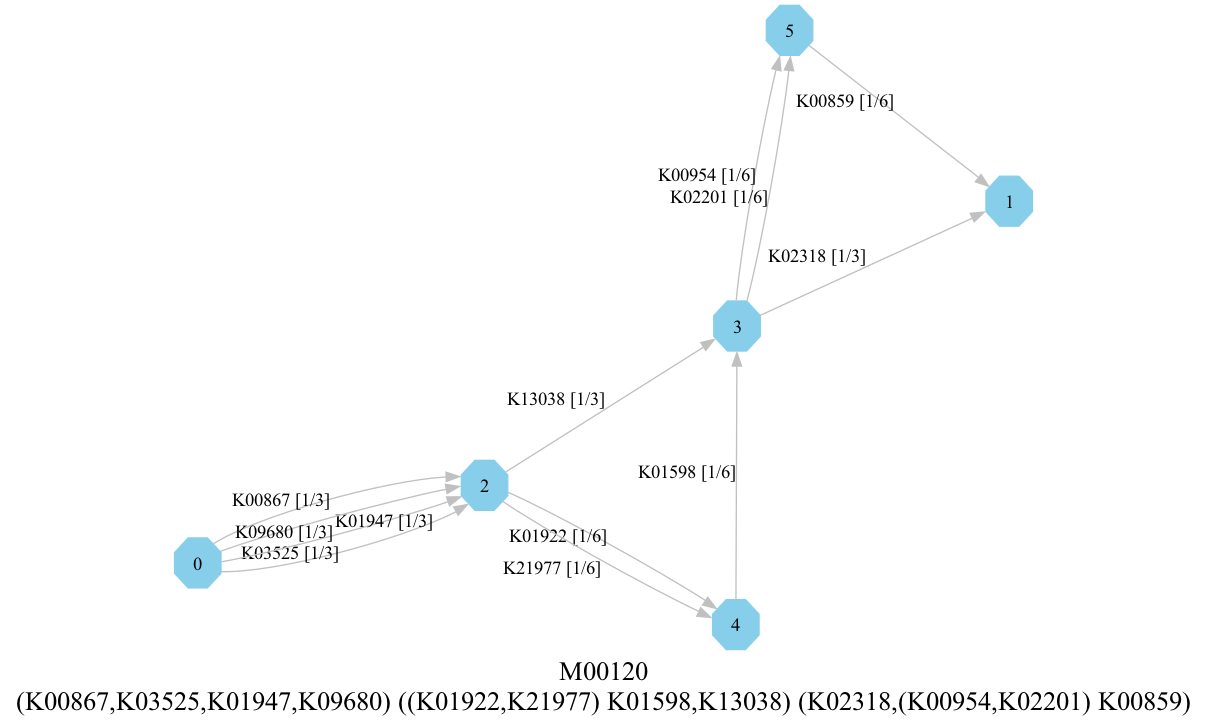 5
K00859 [1/6]
K00954 [1/6]
K02201 [1/6]
1
K02318 [1/3]
3
K13038 [1/3]
K01598 [1/6]
2
K00867 [1/3]
K01947 [1/3]
K09680 [1/3]
K03525 [1/3]
K01922 [1/6]
K21977 [1/6]
0
4
M00120
(K00867,K03525,K01947,K09680) ((K01922,K21977) K01598,K13038) (K02318,(K00954,K02201) K00859)